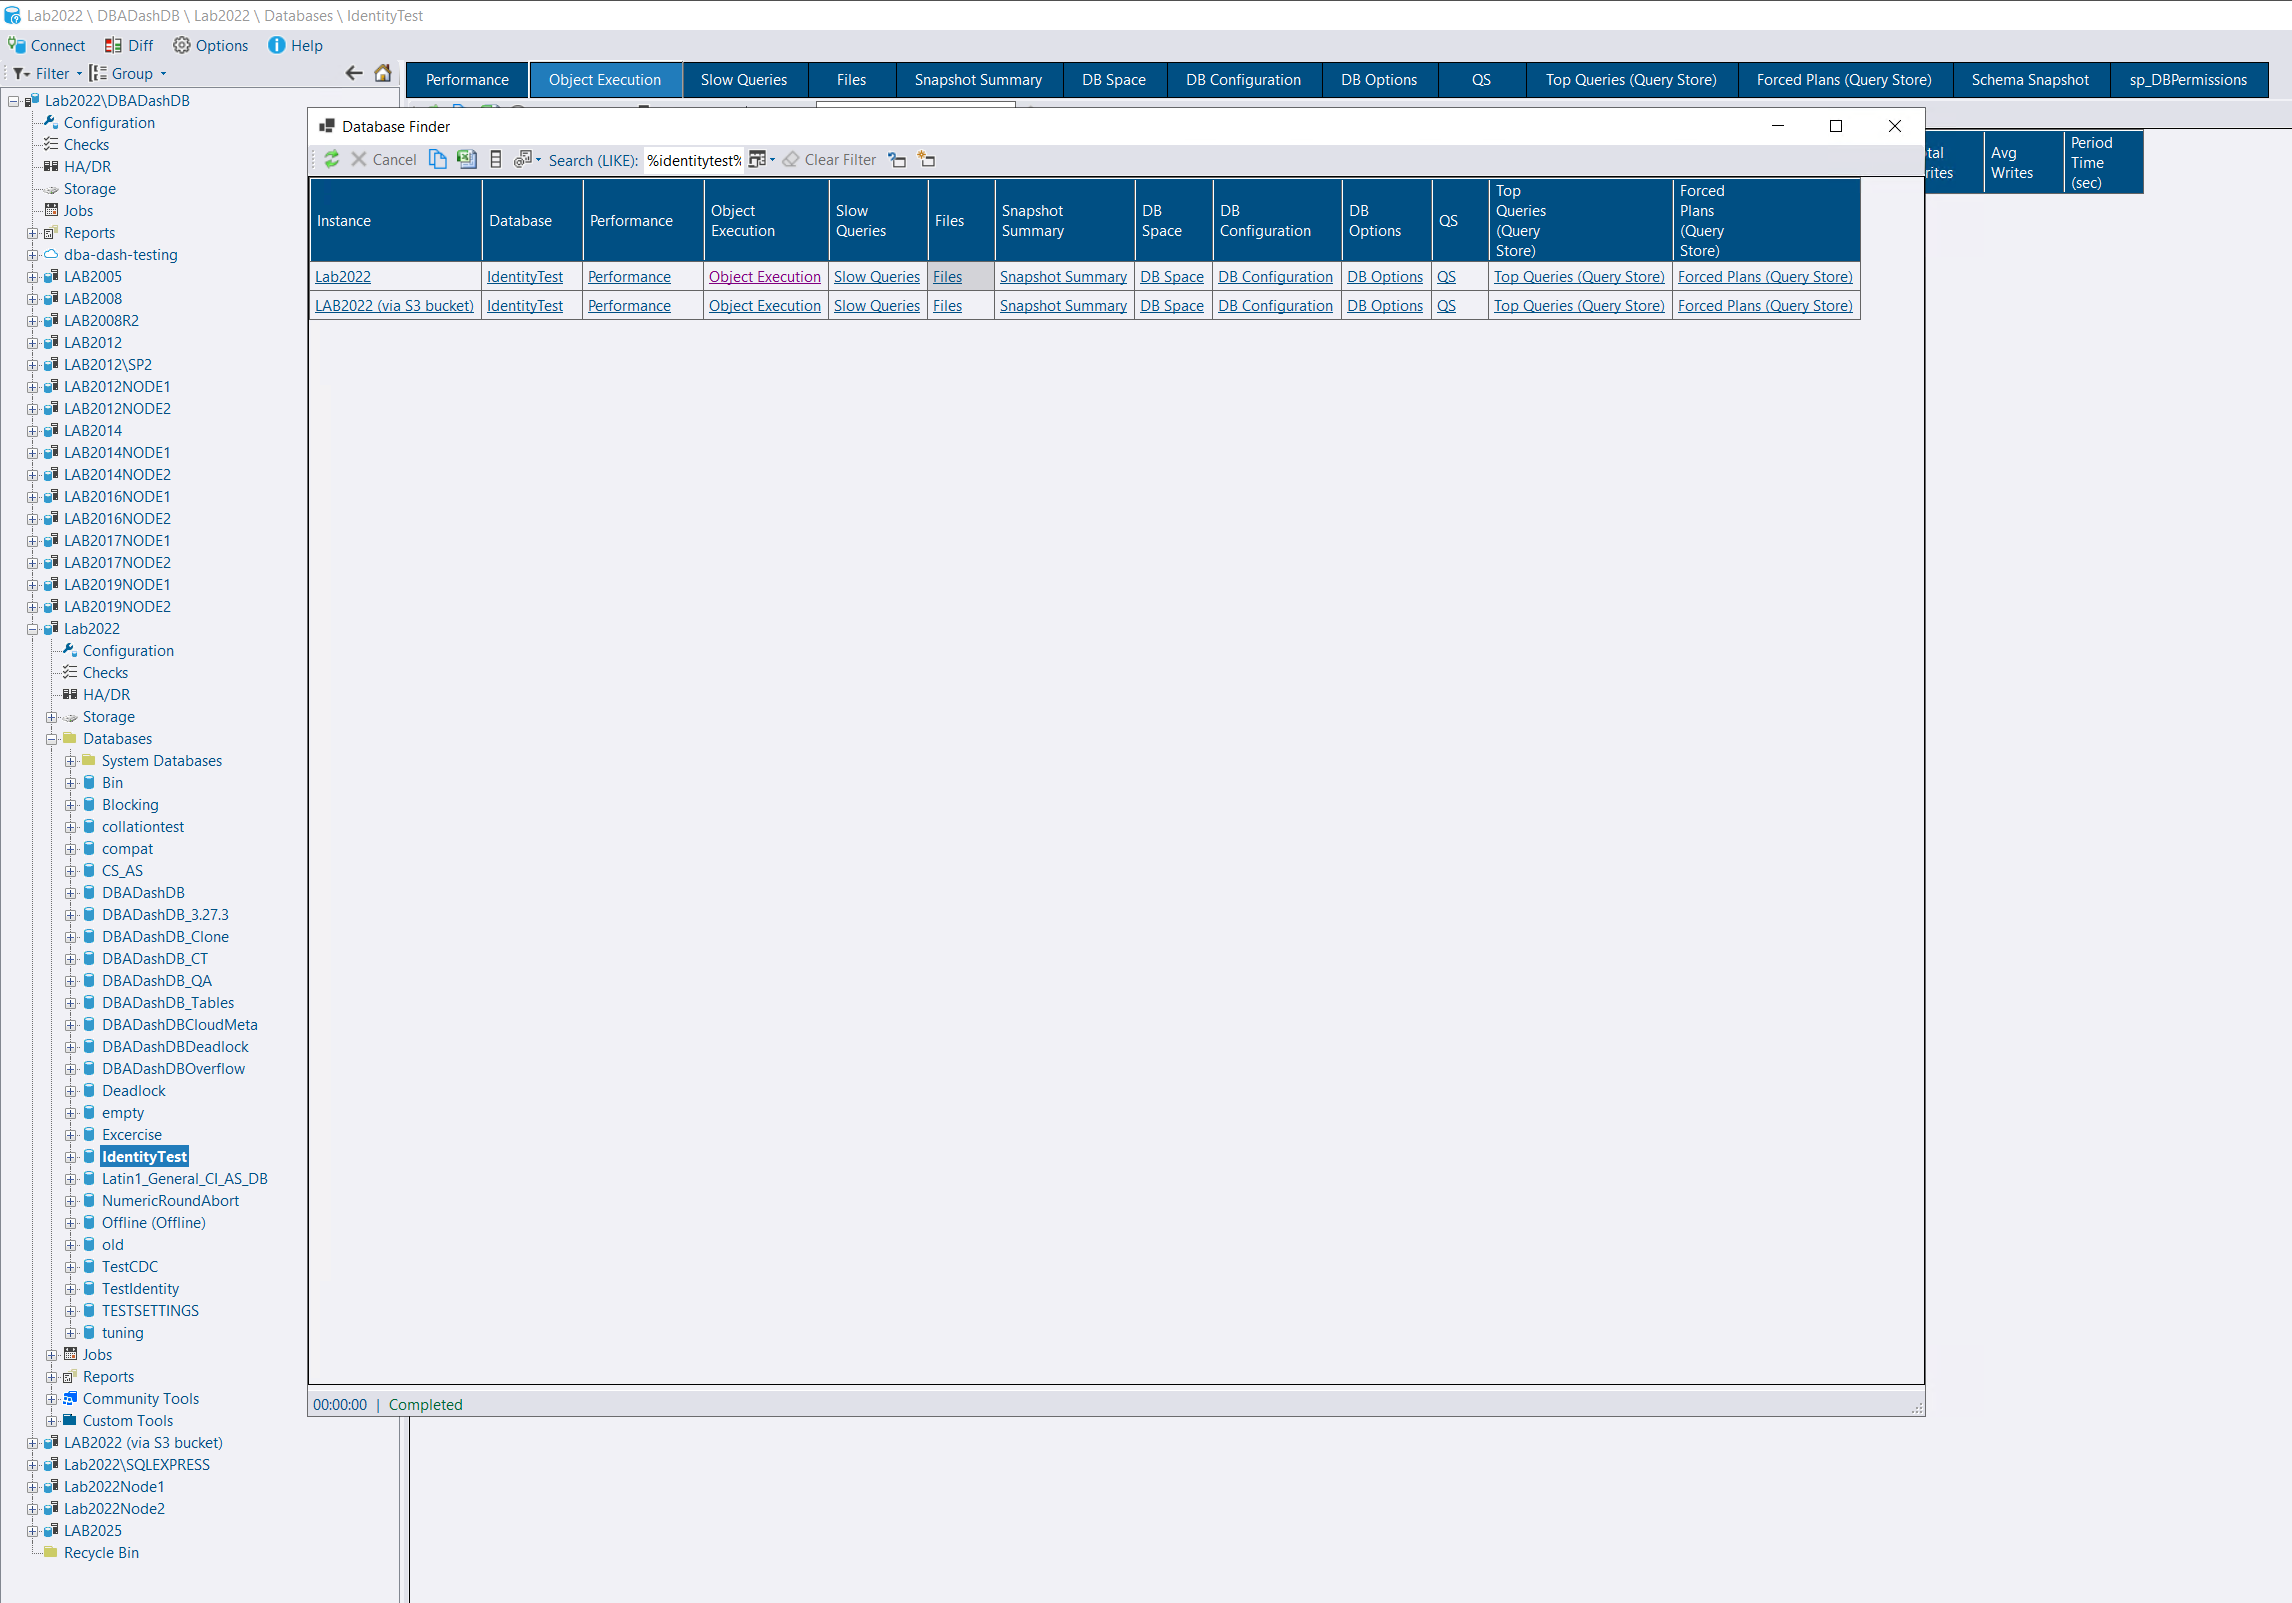 Lab2022 \ DBADashDB \ Lab2022 \ Databases \ IdentityTest
Connect Diff Options Help
Filter Group
Performance Object Execution Slow Queries Files Snapshot Summary DB Space DB Configuration DB Options QS Top Queries (Query Store) Forced Plans (Query Store) Schema Snapshot sp_DBPermissions
Lab2022\DBADashDB
Configuration
Checks
HA/DR
Storage
Jobs
Reports
dba-dash-testing
LAB2005
LAB2008
LAB2008R2
LAB2012
LAB2012\SP2
LAB2012NODE1
LAB2012NODE2
LAB2014
LAB2014NODE1
LAB2014NODE2
LAB2016NODE1
LAB2016NODE2
LAB2017NODE1
LAB2017NODE2
LAB2019NODE1
LAB2019NODE2
Lab2022
Configuration
Checks
HA/DR
Storage
Databases
System Databases
Bin
Blocking
collationtest
compat
CS_AS
DBADashDB
DBADashDB_3.27.3
DBADashDB_Clone
DBADashDB_CT
DBADashDB_QA
DBADashDB_Tables
DBADashDBCloudMeta
DBADashDBDeadlock
DBADashDBOverflow
Deadlock
empty
Excercise
IdentityTest
Latin1_General_CI_AS_DB
NumericRoundAbort
Offline (Offline)
old
TestCDC
TestIdentity
TESTSETTINGS
tuning
Jobs
Reports
Community Tools
Custom Tools
LAB2022 (via S3 bucket)
Lab2022\SQLEXPRESS
Lab2022Node1
Lab2022Node2
LAB2025
Recycle Bin
Database Finder
Cancel Search (LIKE): %identitytest% Clear Filter
Instance
Database
Performance
Object
Execution
Slow
Queries
Files
Snapshot
Summary
DB
Space
DB
Configuration
DB
Options
QS
Top
Queries
(Query
Store)
Forced
Plans
(Query
Store)
Lab2022 IdentityTest Performance Object Execution Slow Queries Files Snapshot Summary DB Space DB Configuration DB Options QS Top Queries (Query Store) Forced Plans (Query Store)
LAB2022 (via S3 bucket) IdentityTest Performance Object Execution Slow Queries Files Snapshot Summary DB Space DB Configuration DB Options QS Top Queries (Query Store) Forced Plans (Query Store)
00:00:00 | Completed
Avg
Writes
Period
Time
(sec)